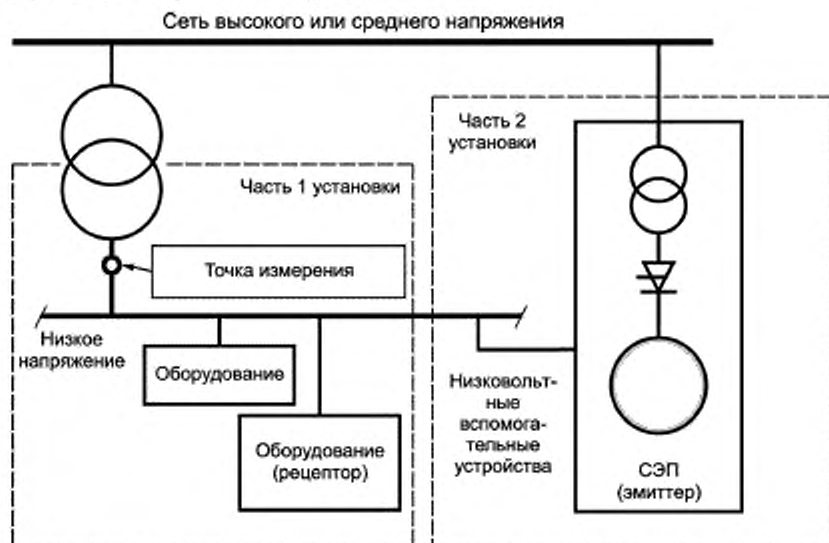 Сеть высокого или среднего напряжения
Часть 2
установки
Часть 1 установки
Точка измерения
Низкое
напряжение
Оборудование
Оборудование
(рецептор)
Низковольт-
ные
вспомога-
тельные
устройства
СЭП
(эмиттер)